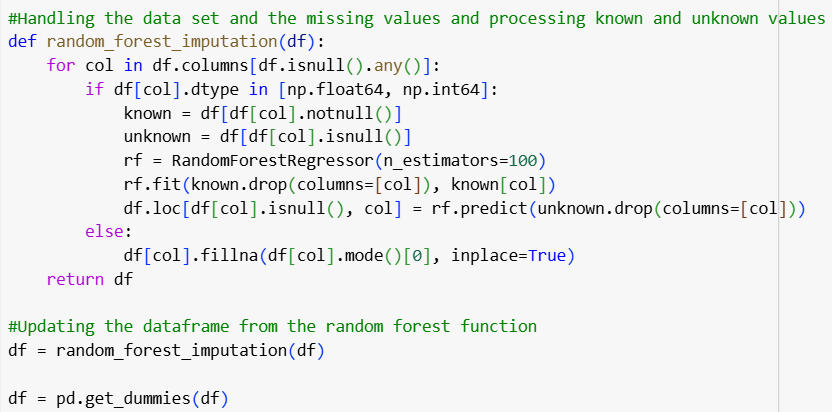 #Handling the data set and the missing values and processing known and unknown values
def random_forest_imputation(df):
    for col in df.columns[df.isnull().any()]:
        if df[col].dtype in [np.float64, np.int64]:
            known = df[df[col].notnull()]
            unknown = df[df[col].isnull()]
            rf = RandomForestRegressor(n_estimators=100)
            rf.fit(known.drop(columns=[col]), known[col])
            df.loc[df[col].isnull(), col] = rf.predict(unknown.drop(columns=[col]))
        else:
            df[col].fillna(df[col].mode()[0], inplace=True)
    return df

#Updating the dataframe from the random forest function
df = random_forest_imputation(df)

df = pd.get_dummies(df)